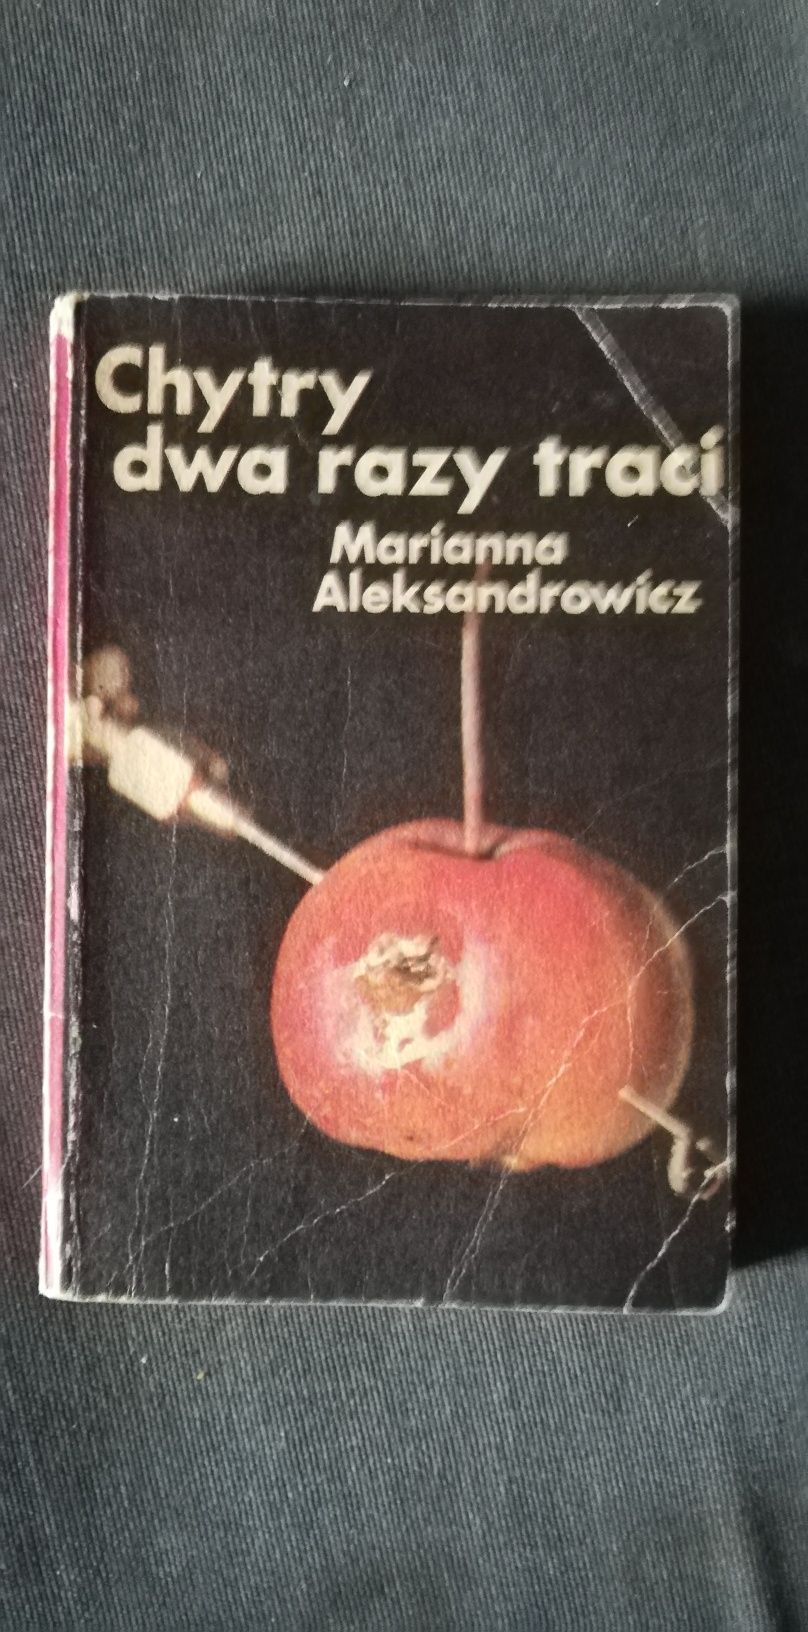 Chytry
dwa razy traci
Marianna
Aleksandrowicz